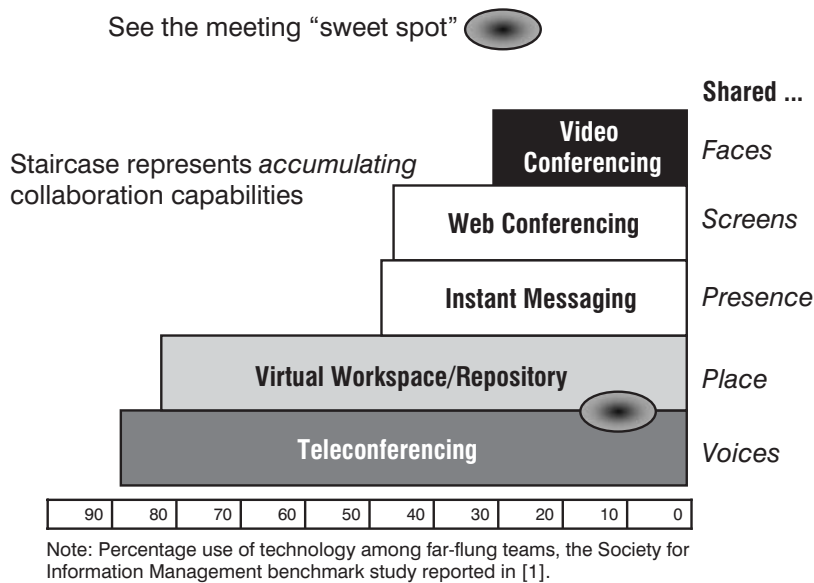 See the meeting “sweet spot”
Shared ...
Video
Conferencing
Faces
Staircase represents accumulating
collaboration capabilities
Web Conferencing
Screens
Instant Messaging
Presence
Virtual Workspace/Repository
Place
Teleconferencing
Voices
90 80 70 60 50 40 30 20 10 0
Note: Percentage use of technology among far-flung teams, the Society for
Information Management benchmark study reported in [1].